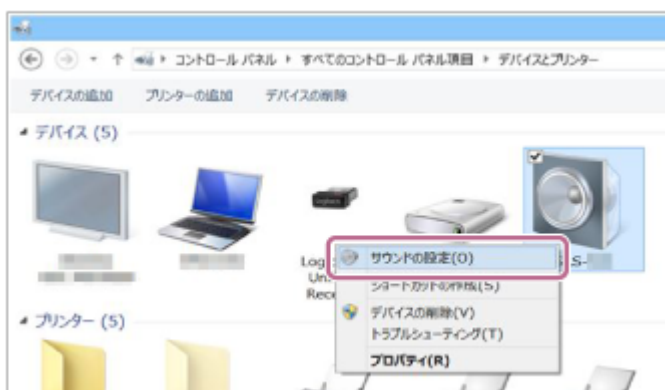 コントロール パネル ▸ すべてのコントロール パネル項目 ▸ デバイスとプリンター
デバイスの追加 プリンターの追加 デバイスの削除
デバイス (5)
サウンドの設定(O)
S-
Log
Un
Rece
ショートカットの作成(S)
デバイスの削除(V)
トラブルシューティング(T)
プロパティ(R)
プリンター (5)